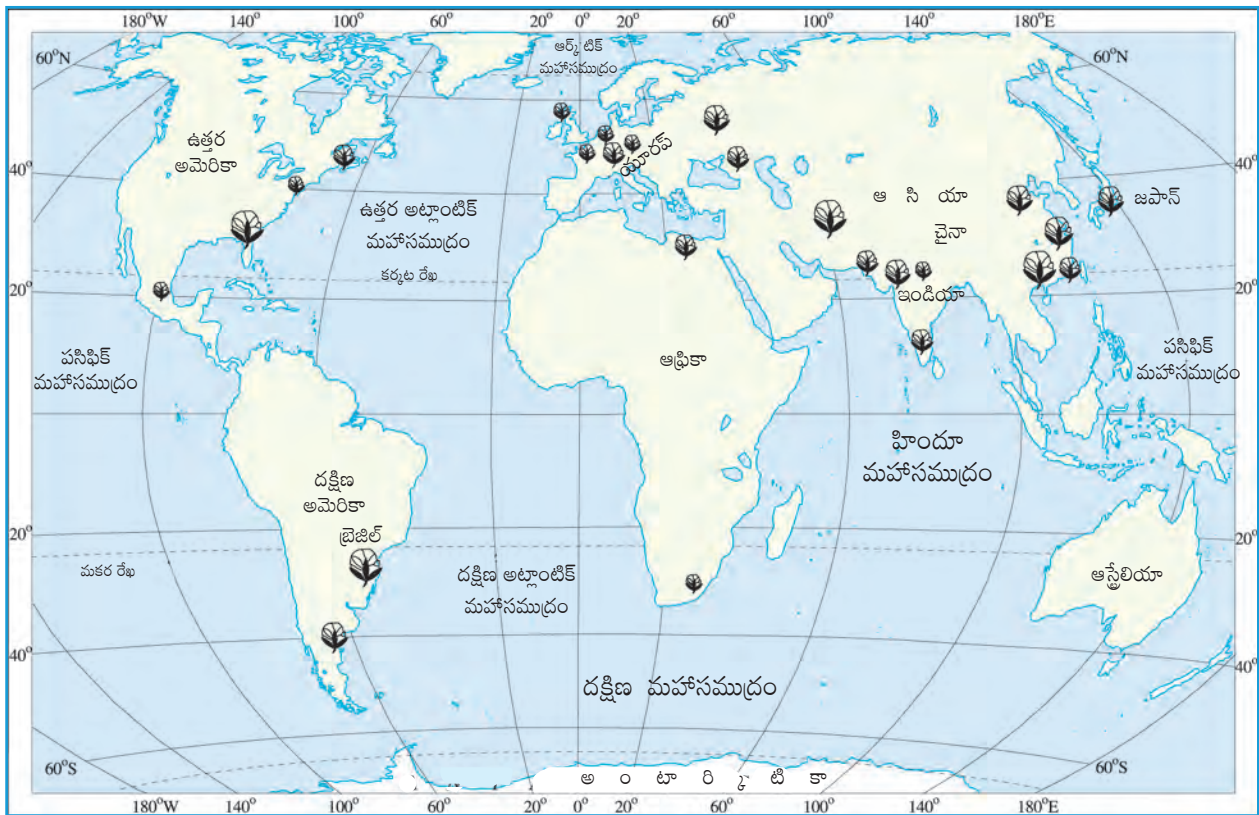 180°W 140° 100° 60° 20° 0° 20° 60° 100° 140° 180°E
60°N
60°N
ఆర్కిటిక్
మహాసముద్రం
ఉత్తర
అమెరికా
యూరప్
40°
40°
ఆ సి యా
జపాన్
చైనా
ఉత్తర అట్లాంటిక్
మహాసముద్రం
కర్కట రేఖ
20°
20°
ఇండియా
పసిఫిక్
మహాసముద్రం
ఆఫ్రికా
పసిఫిక్
మహాసముద్రం
హిందూ
మహాసముద్రం
దక్షిణ
అమెరికా
బ్రెజిల్
20°
20°
మకర రేఖ
దక్షిణ అట్లాంటిక్
మహాసముద్రం
ఆస్ట్రేలియా
40°
40°
దక్షిణ మహాసముద్రం
60°S
60°S
అ ం టా ర్కి టి కా
180°W 140° 100° 60° 20° 0° 20° 60° 100° 140° 180°E